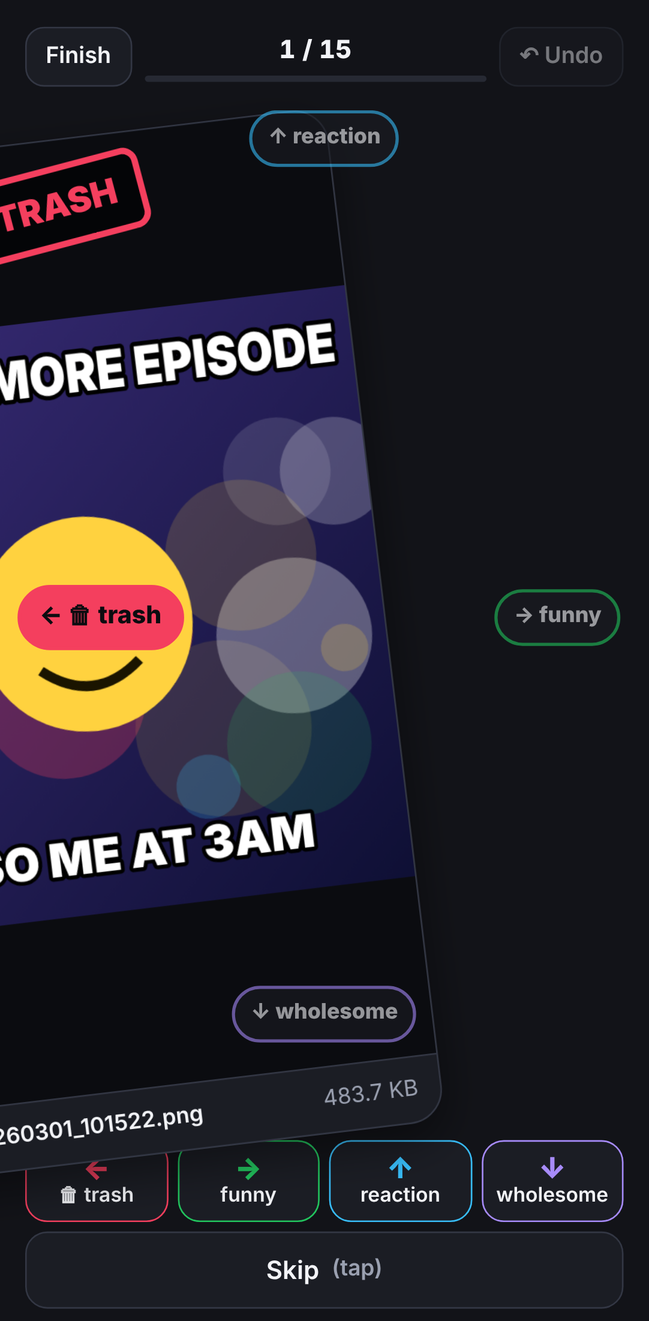 Finish
1 / 15
↶ Undo
↑ reaction
TRASH
MORE EPISODE
← 🗑 trash
→ funny
SO ME AT 3AM
↓ wholesome
260301_101522.png
483.7 KB
←
🗑 trash
→
funny
↑
reaction
↓
wholesome
Skip (tap)